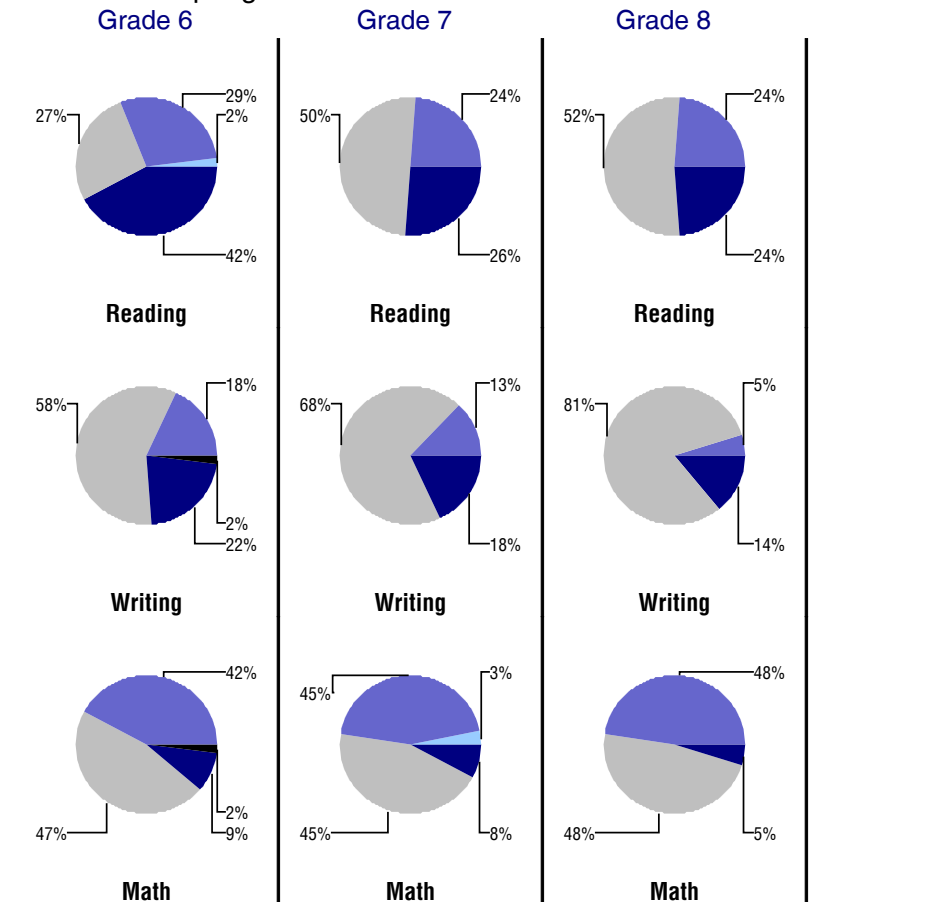 Grade 6 Grade 7 Grade 8
29% 24% 24%
27% 2% 50% 52%
42% 26% 24%
Reading Reading Reading
18% 13% 5%
58% 68% 81%
2%
22% 18% 14%
Writing Writing Writing
42% 3% 48%
45%
2%
47% 9% 45% 8% 48% 5%
Math Math Math